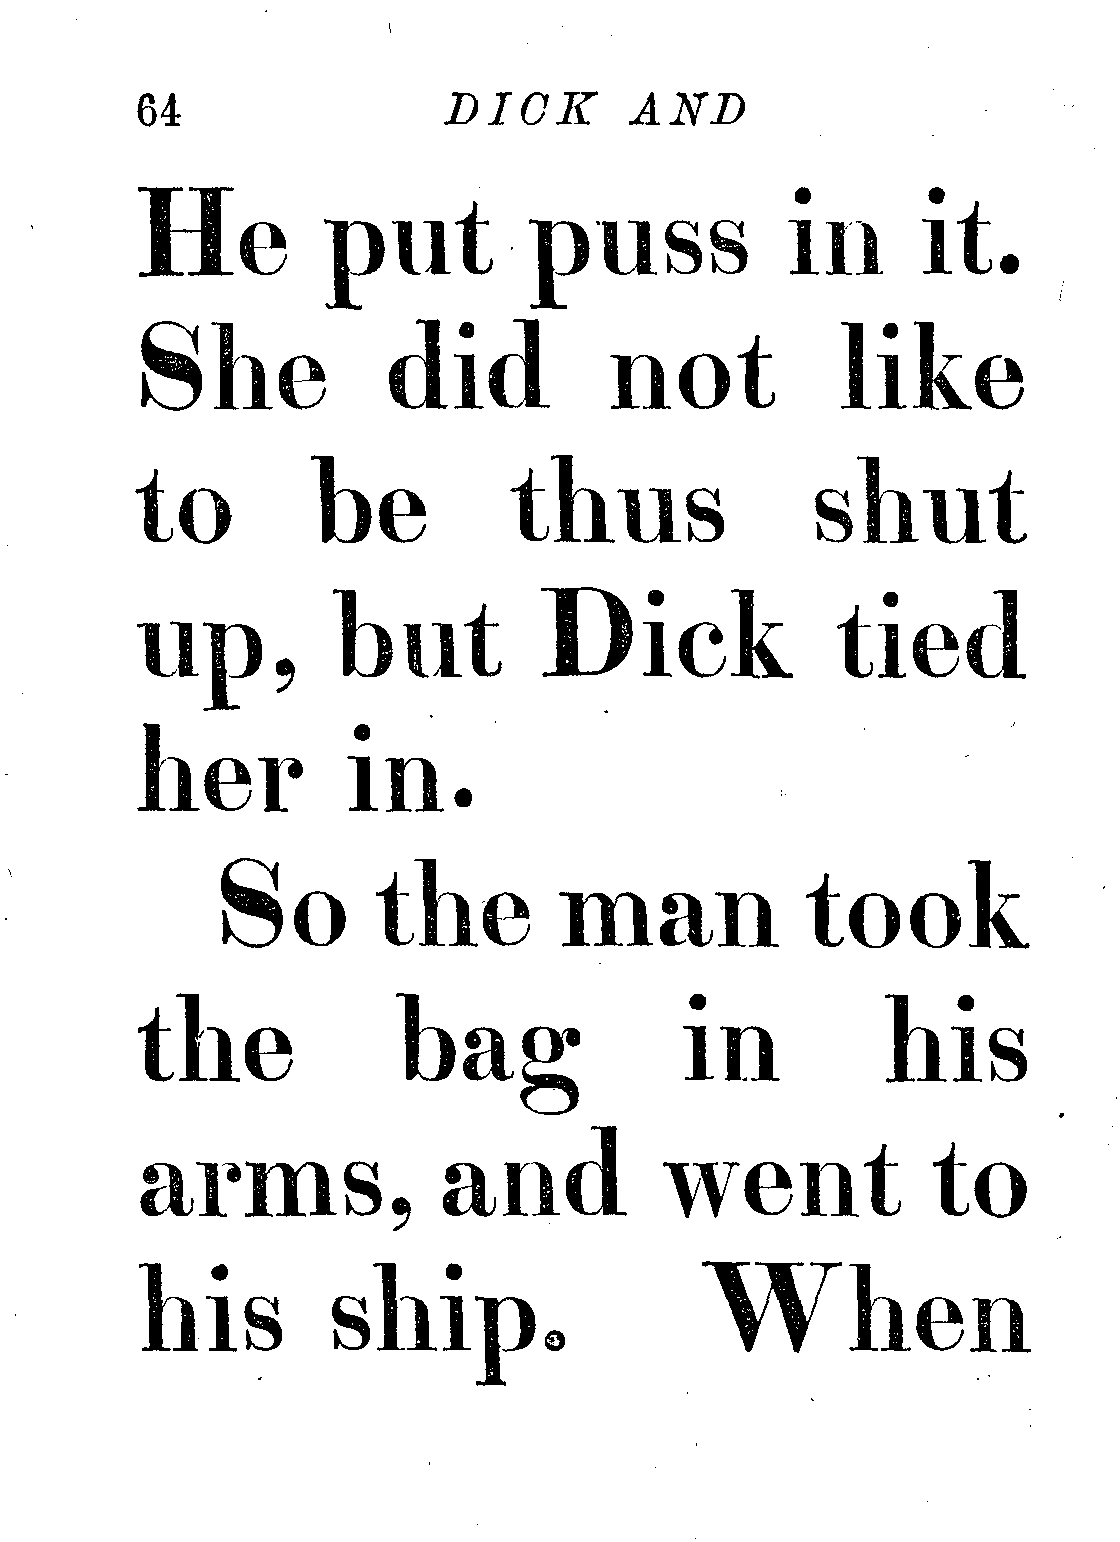 64 DICK AND
He put puss in it.
She did not like
to be thus shut
up, but Dick tied
her in.
So the man took
the bag in his
arms, and went to
his ship. When